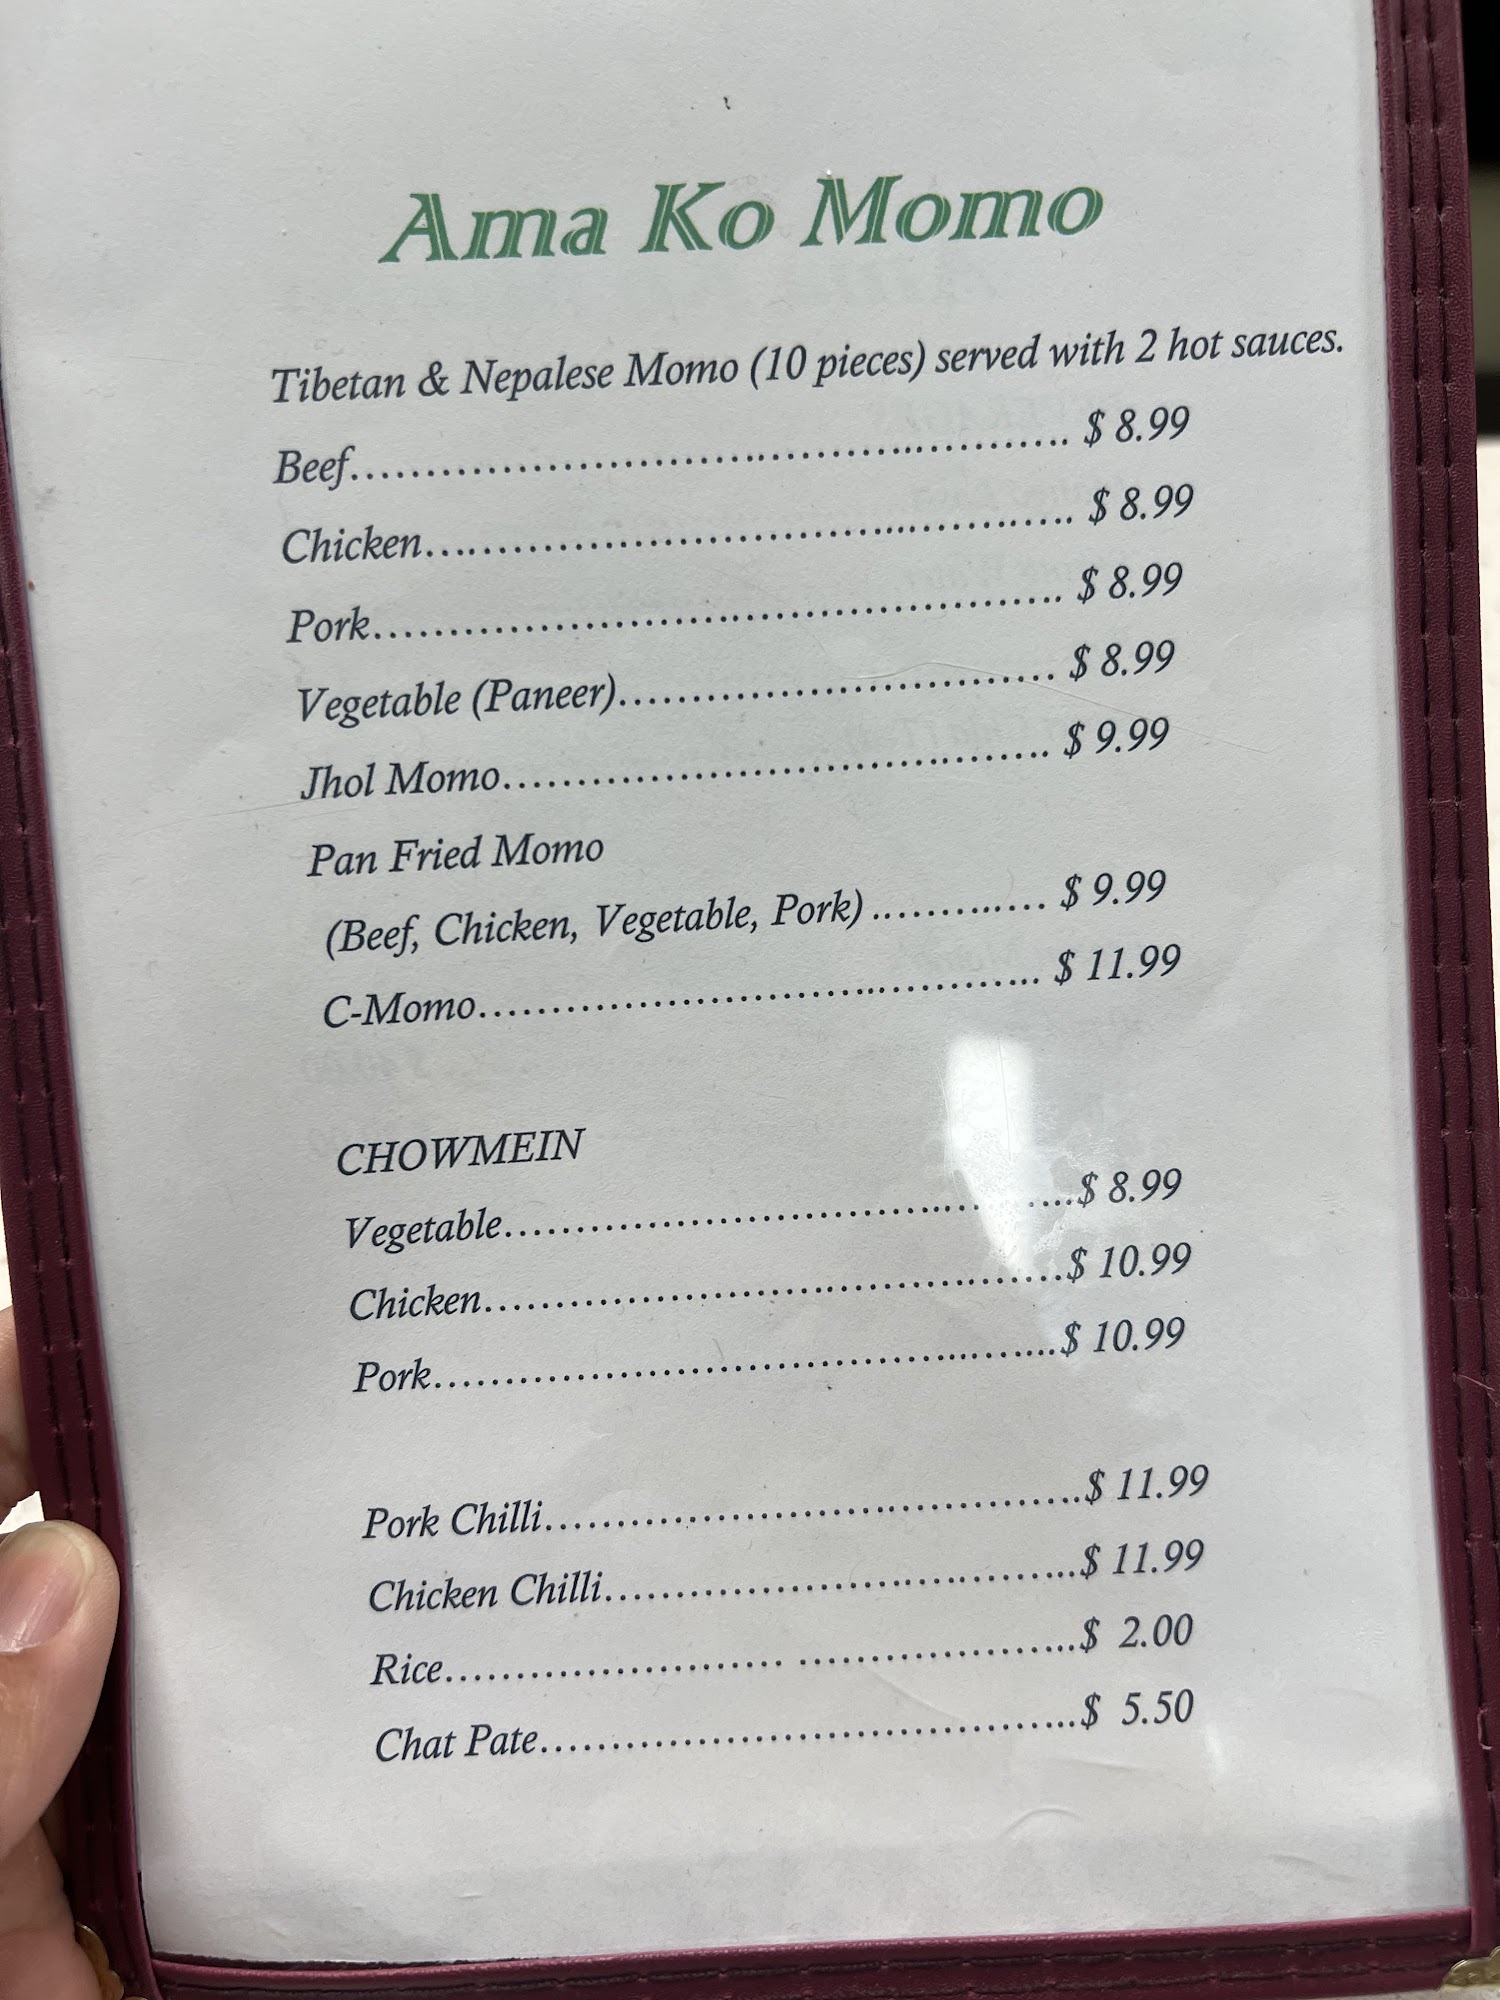 Ama Ko Momo
Tibetan & Nepalese Momo (10 pieces) served with 2 hot sauces.
Beef.................................................... $ 8.99
Chicken.............................................. $ 8.99
Pork................................................... $ 8.99
Vegetable (Paneer)................................ $ 8.99
Jhol Momo........................................ $ 9.99
Pan Fried Momo
(Beef, Chicken, Vegetable, Pork) ............. $ 9.99
C-Momo.......................................... $ 11.99
CHOWMEIN
Vegetable..........................................$ 8.99
Chicken............................................$ 10.99
Pork................................................$ 10.99
Pork Chilli..........................................$ 11.99
Chicken Chilli.....................................$ 11.99
Rice........................ .......................$ 2.00
Chat Pate..........................................$ 5.50